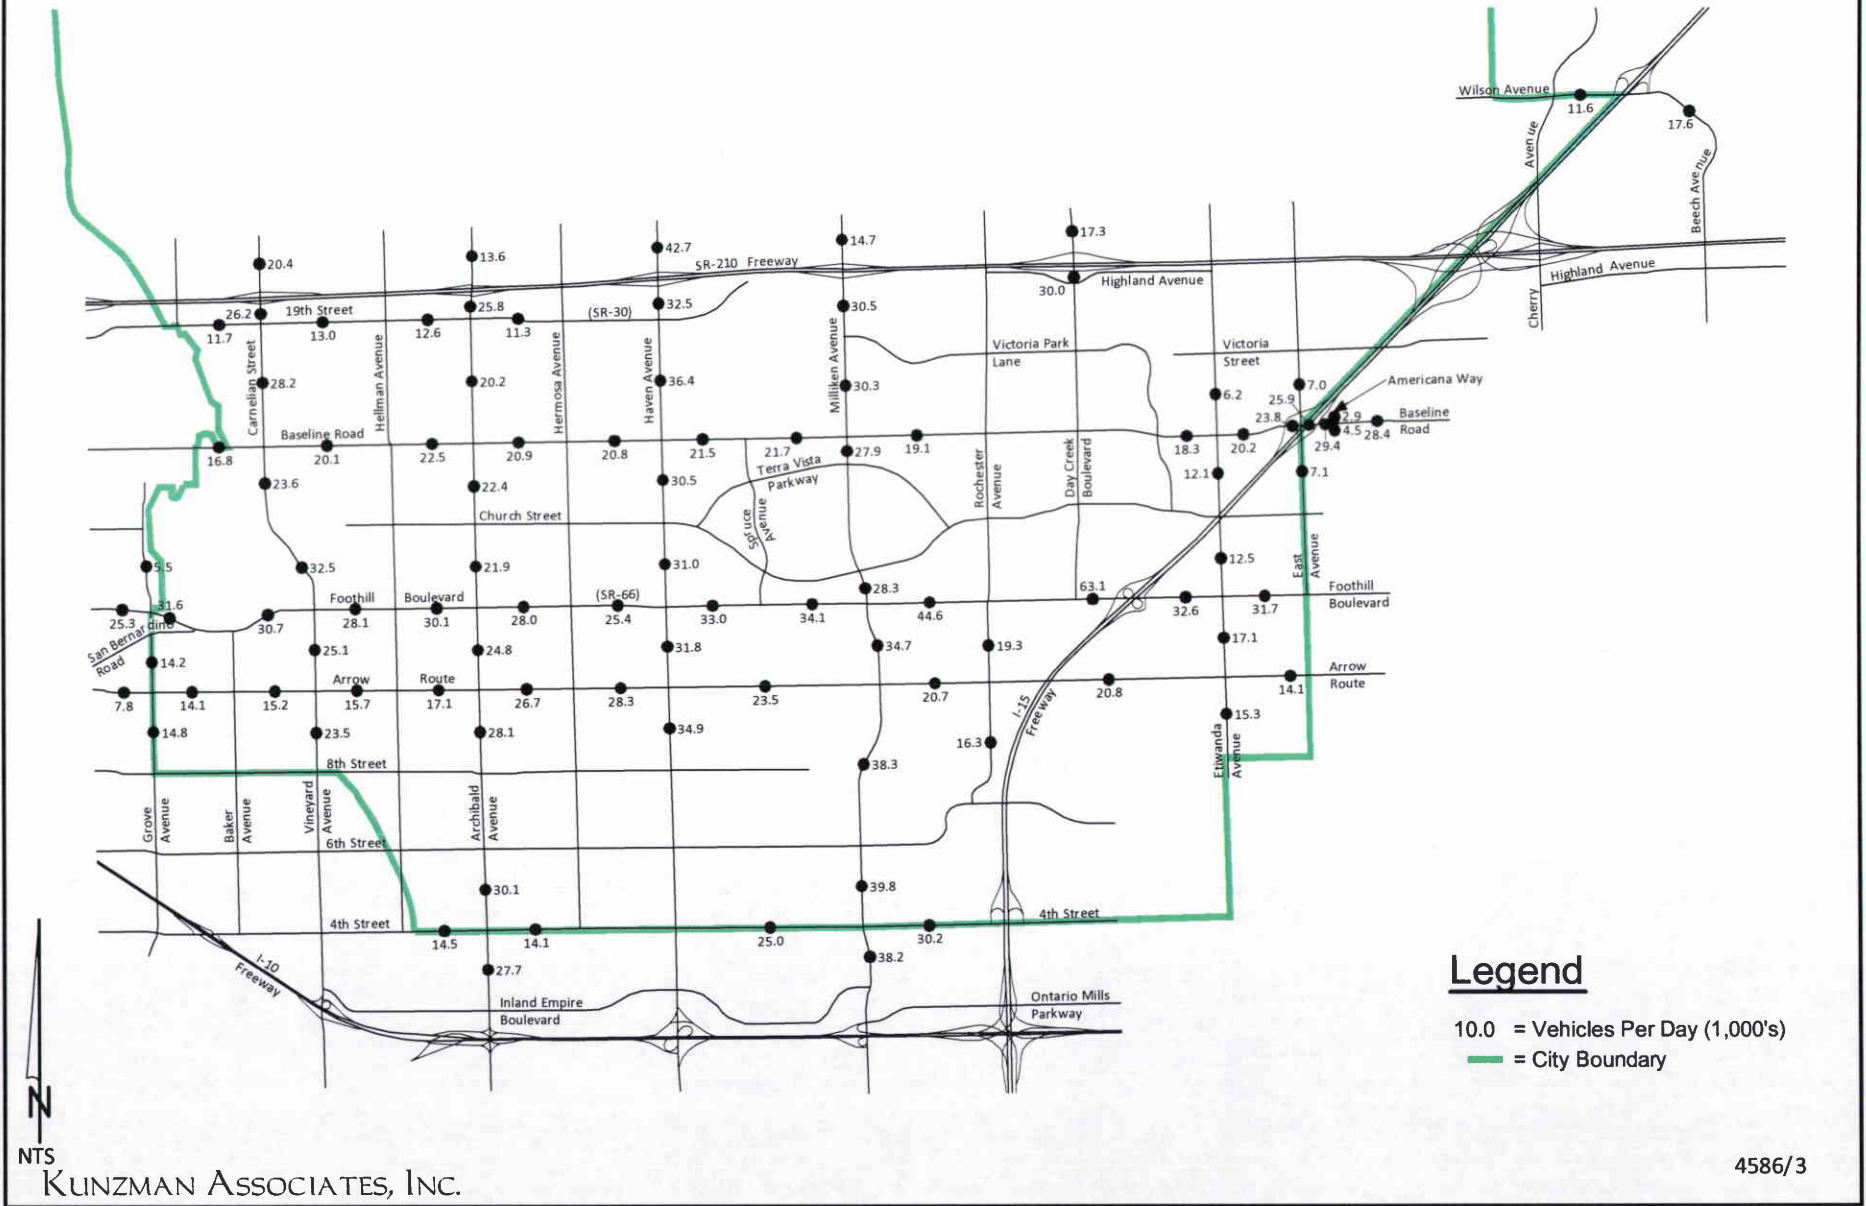 Wilson Avenue
11.6
17.6
Avenue
Beech Avenue
20.4
13.6
42.7
14.7
17.3
SR-210 Freeway
Highland Avenue
30.0
Highland Avenue
Cherry
26.2
19th Street
25.8
(SR-30)
32.5
30.5
11.7
13.0
12.6
11.3
Carnelian Street
Hellman Avenue
Hermosa Avenue
Haven Avenue
Milliken Avenue
Victoria Park
Lane
Victoria
Street
28.2
20.2
36.4
30.3
6.2
7.0
Americana Way
25.9
23.8
2.9
4.5
28.4
29.4
Baseline
Road
Baseline Road
16.8
20.1
22.5
20.9
20.8
21.5
21.7
27.9
19.1
18.3
20.2
Terra Vista
Parkway
Rochester
Avenue
Day Creek
Boulevard
23.6
22.4
30.5
12.1
7.1
Church Street
Spruce
Avenue
5.5
32.5
21.9
31.0
28.3
12.5
East
Avenue
25.3
31.6
30.7
Foothill
Boulevard
(SR-66)
28.1
30.1
28.0
25.4
33.0
34.1
44.6
63.1
32.6
31.7
Foothill
Boulevard
San Bernardino
Road
14.2
25.1
24.8
31.8
34.7
19.3
17.1
Arrow
Route
Arrow
Route
7.8
14.1
15.2
15.7
17.1
26.7
28.3
23.5
20.7
20.8
14.1
I-15
Freeway
14.8
23.5
28.1
34.9
38.3
16.3
15.3
Etiwanda
Avenue
8th Street
Grove
Avenue
Baker
Avenue
Vineyard
Avenue
Archibald
Avenue
6th Street
30.1
39.8
4th Street
4th Street
14.5
14.1
25.0
30.2
27.7
38.2
I-10
Freeway
Inland Empire
Boulevard
Ontario Mills
Parkway
Legend
10.0 = Vehicles Per Day (1,000's)
= City Boundary
N
NTS
KUNZMAN ASSOCIATES, INC.
4586/3